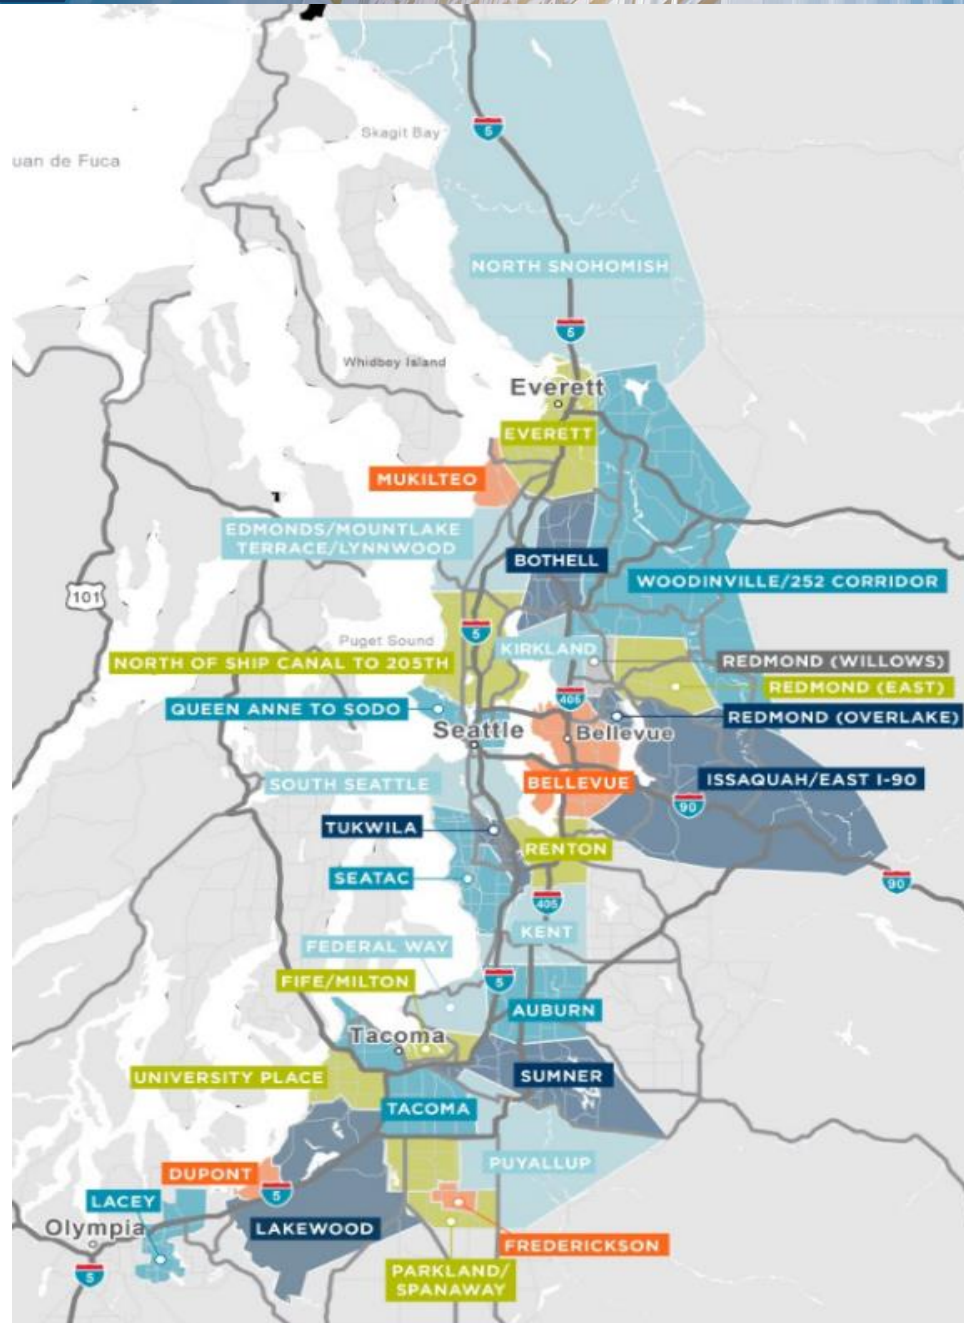 5
Skagit Bay
uan de Fuca
NORTH SNOHOMISH
5
Whidbey Island
Everett
EVERETT
MUKILTEO
EDMONDS/MOUNTLAKE
TERRACE/LYNNWOOD
BOTHELL
WOODINVILLE/252 CORRIDOR
101
5
Puget Sound
KIRKLAND
NORTH OF SHIP CANAL TO 205TH
REDMOND (WILLOWS)
REDMOND (EAST)
405
QUEEN ANNE TO SODO
REDMOND (OVERLAKE)
Seattle
Bellevue
SOUTH SEATTLE
BELLEVUE
ISSAQUAH/EAST I-90
90
TUKWILA
RENTON
SEATAC
90
405
KENT
FEDERAL WAY
FIFE/MILTON
5
AUBURN
Tacoma
UNIVERSITY PLACE
SUMNER
TACOMA
PUYALLUP
DUPONT
5
LACEY
Olympia
LAKEWOOD
FREDERICKSON
5
PARKLAND/
SPANAWAY